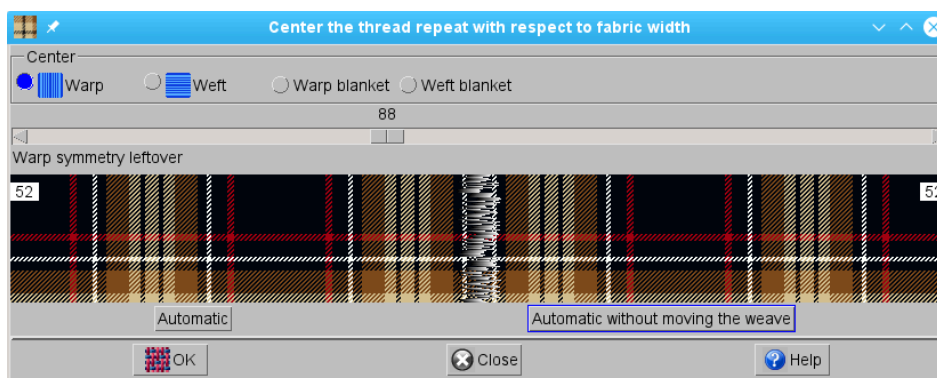 Center the thread repeat with respect to fabric width
Center
Warp Weft Warp blanket Weft blanket
88
Warp symmetry leftover
52 52
Automatic Automatic without moving the weave
OK Close Help